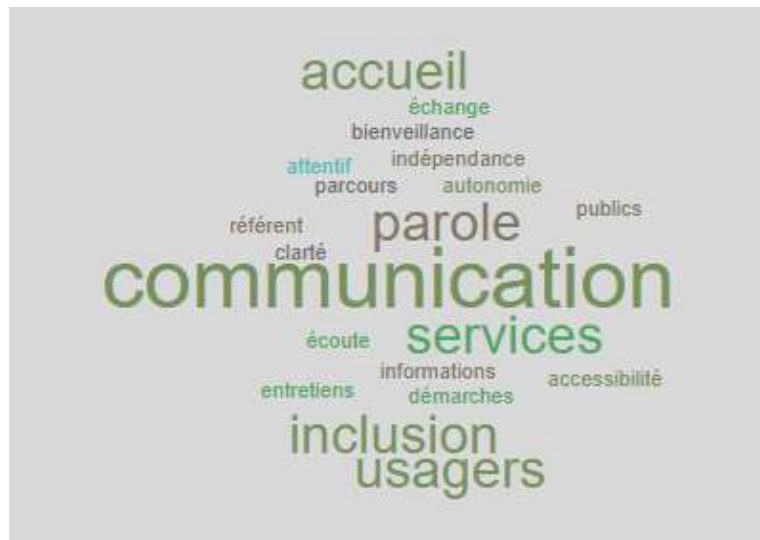 accueil
échange
bienveillance
indépendance
attentif
parcours autonomie
publics
parole
référent
clarté
communication
services
écoute
informations
accessibilité
entretiens
démarches
inclusion
usagers